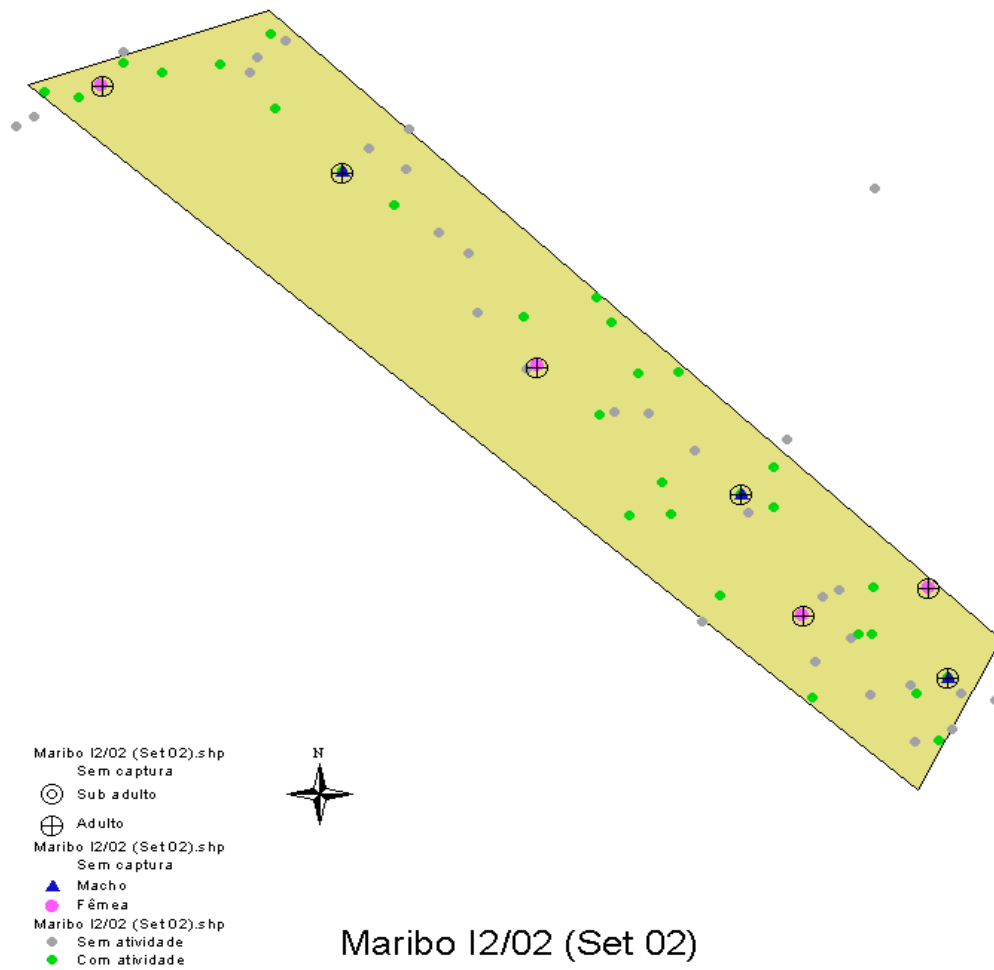 Maribo I2/02 (Set 02).shp
Sem captura
Sub adulto
Adulto
Maribo I2/02 (Set 02).shp
Sem captura
Macho
Fêmea
Maribo I2/02 (Set 02).shp
Sem atividade
Com atividade
N
Maribo I2/02 (Set 02)